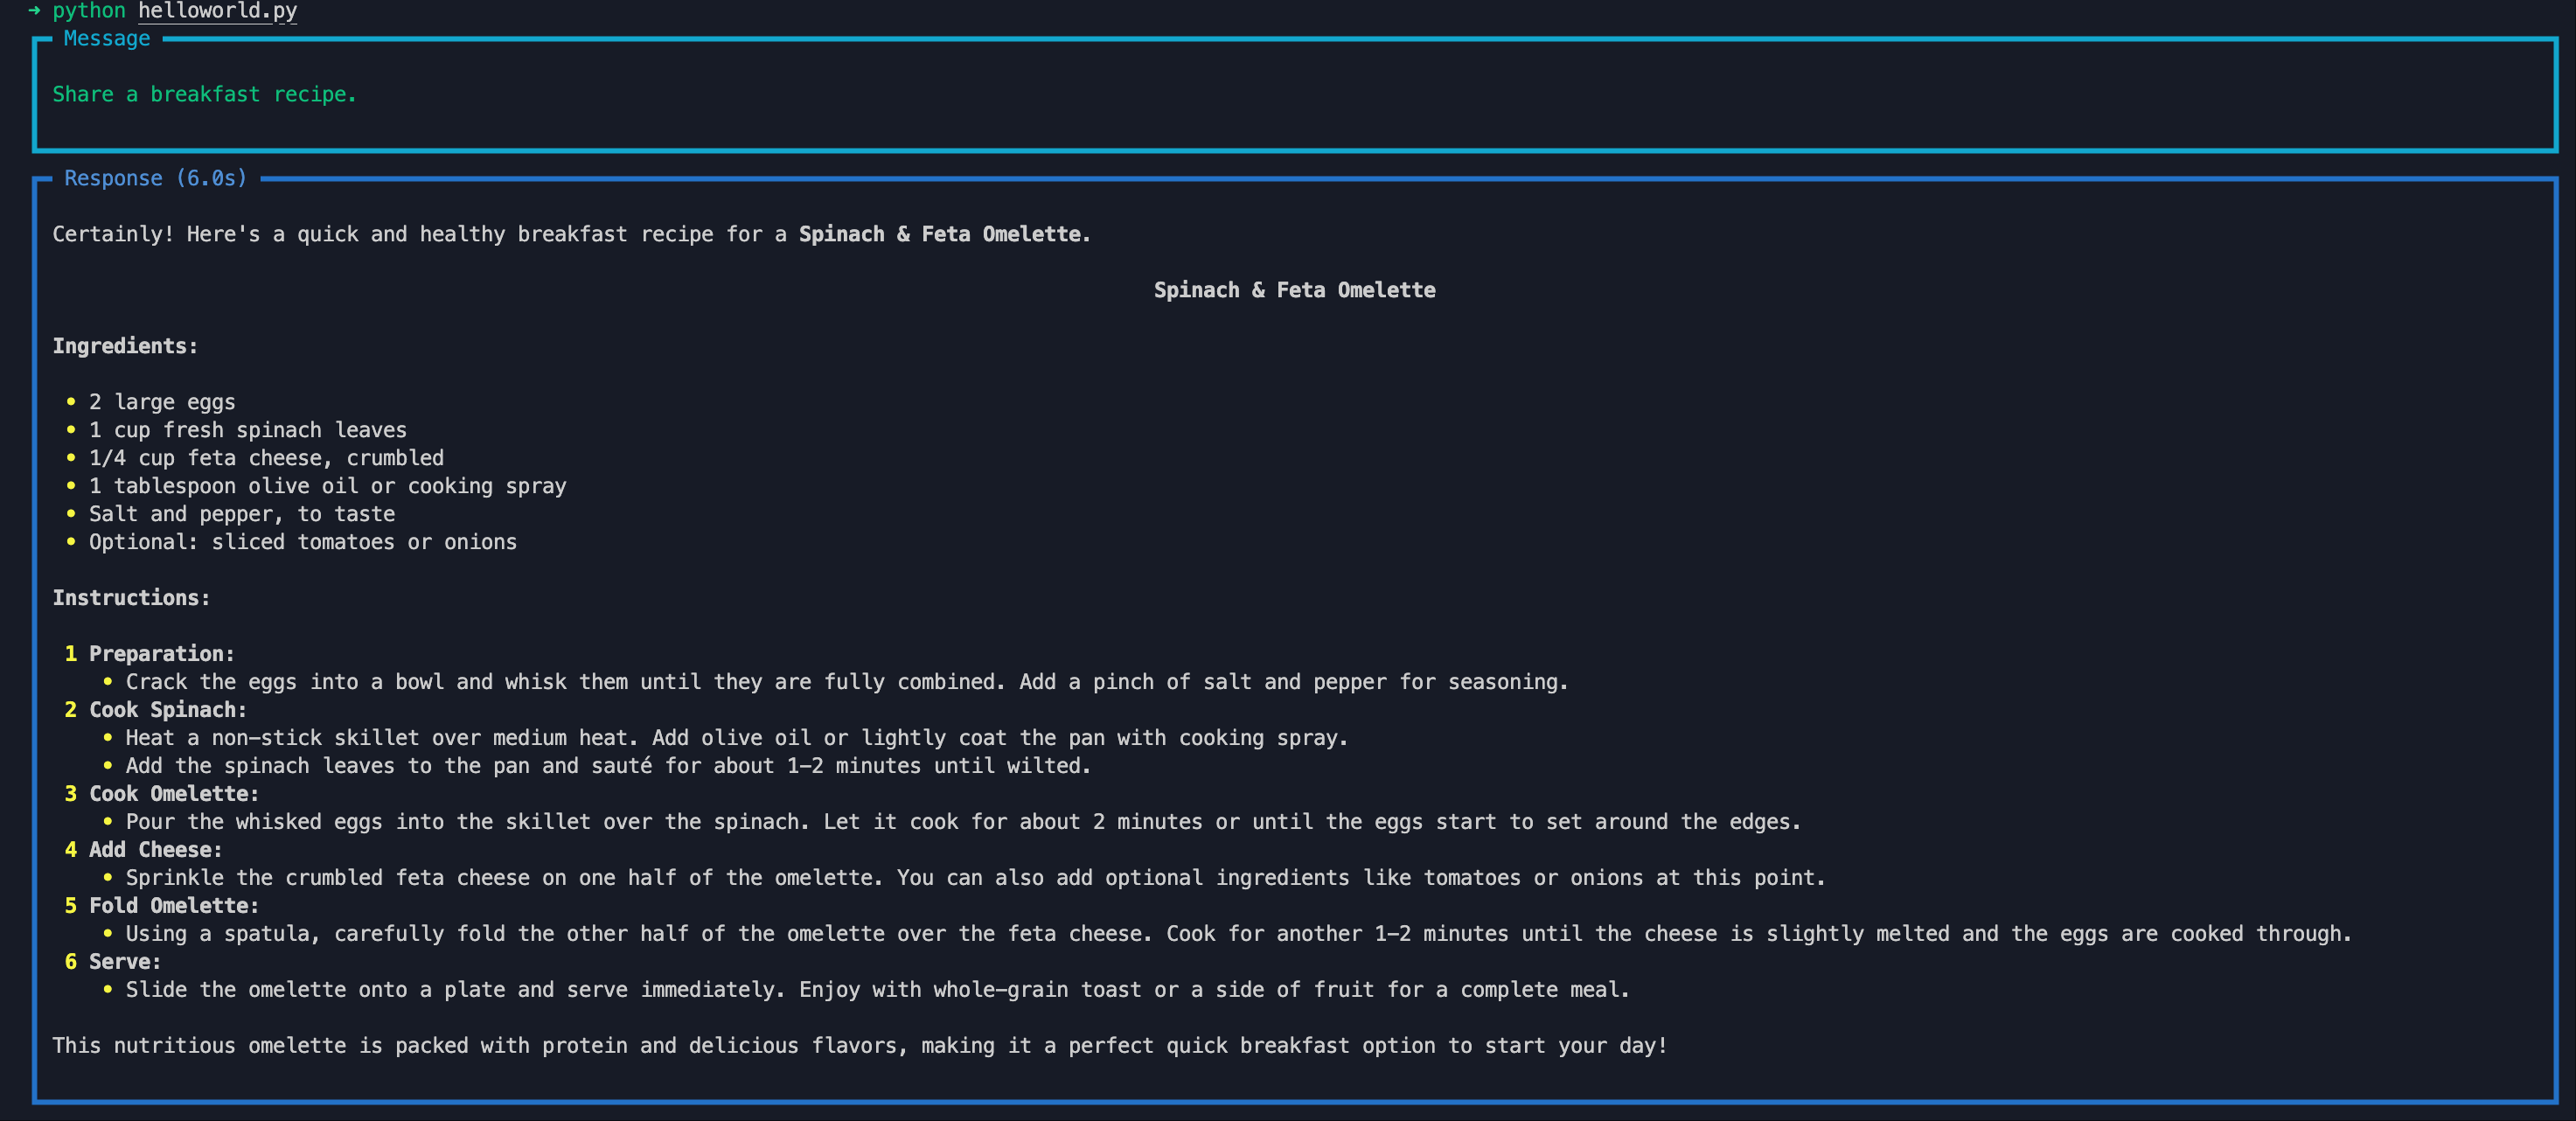 ➜ python helloworld.py
Message
Share a breakfast recipe.
Response (6.0s)
Certainly! Here's a quick and healthy breakfast recipe for a Spinach & Feta Omelette.
Spinach & Feta Omelette
Ingredients:
• 2 large eggs
• 1 cup fresh spinach leaves
• 1/4 cup feta cheese, crumbled
• 1 tablespoon olive oil or cooking spray
• Salt and pepper, to taste
• Optional: sliced tomatoes or onions
Instructions:
1 Preparation:
• Crack the eggs into a bowl and whisk them until they are fully combined. Add a pinch of salt and pepper for seasoning.
2 Cook Spinach:
• Heat a non-stick skillet over medium heat. Add olive oil or lightly coat the pan with cooking spray.
• Add the spinach leaves to the pan and sauté for about 1-2 minutes until wilted.
3 Cook Omelette:
• Pour the whisked eggs into the skillet over the spinach. Let it cook for about 2 minutes or until the eggs start to set around the edges.
4 Add Cheese:
• Sprinkle the crumbled feta cheese on one half of the omelette. You can also add optional ingredients like tomatoes or onions at this point.
5 Fold Omelette:
• Using a spatula, carefully fold the other half of the omelette over the feta cheese. Cook for another 1-2 minutes until the cheese is slightly melted and the eggs are cooked through.
6 Serve:
• Slide the omelette onto a plate and serve immediately. Enjoy with whole-grain toast or a side of fruit for a complete meal.
This nutritious omelette is packed with protein and delicious flavors, making it a perfect quick breakfast option to start your day!